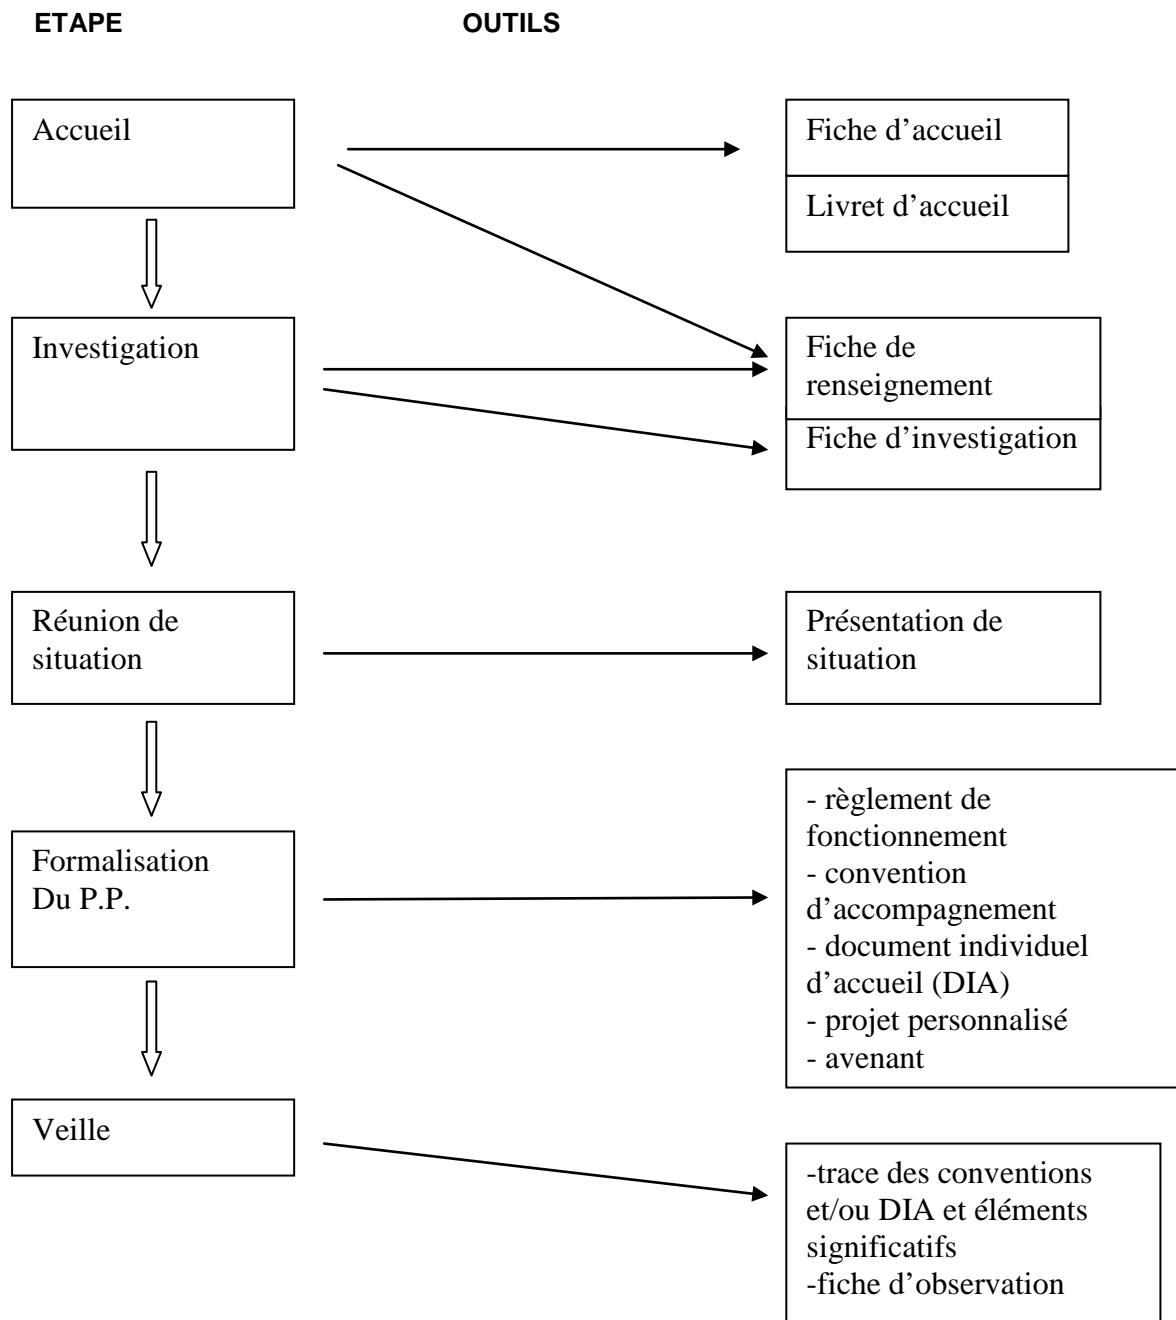 ETAPE OUTILS
Accueil
Fiche d’accueil
Livret d’accueil
Investigation
Fiche de
renseignement
Fiche d’investigation
Réunion de
situation
Présentation de
situation
Formalisation
Du P.P.
- règlement de
fonctionnement
- convention
d’accompagnement
- document individuel
d’accueil (DIA)
- projet personnalisé
- avenant
Veille
-trace des conventions
et/ou DIA et éléments
significatifs
-fiche d’observation